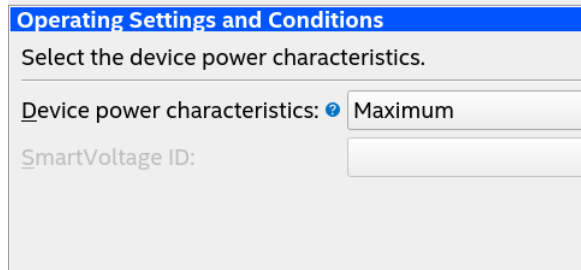 Operating Settings and Conditions
Select the device power characteristics.
Device power characteristics: ? Maximum
SmartVoltage ID: